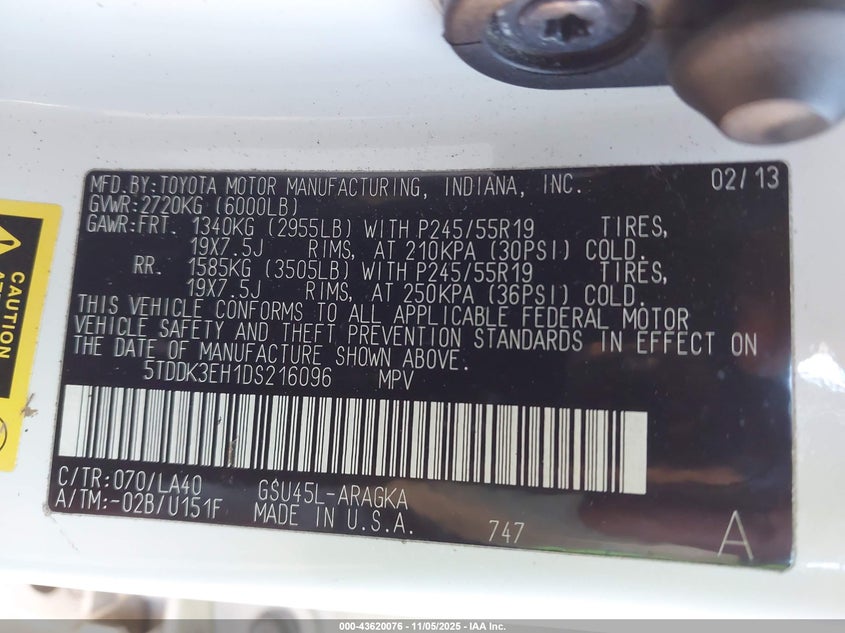 MFD.BY:TOYOTA MOTOR MANUFACTURING, INDIANA, INC. 02/13
GVWR:2720KG (6000LB)
GAWR:FRT. 1340KG (2955LB) WITH P245/55R19 TIRES,
19X7.5J RIMS, AT 210KPA (30PSI) COLD.
RR. 1585KG (3505LB) WITH P245/55R19 TIRES,
19X7.5J RIMS, AT 250KPA (36PSI) COLD.
THIS VEHICLE CONFORMS TO ALL APPLICABLE FEDERAL MOTOR
VEHICLE SAFETY AND THEFT PREVENTION STANDARDS IN EFFECT ON
THE DATE OF MANUFACTURE SHOWN ABOVE.
5TDDK3EH1DS216096 MPV
C/TR:070/LA40 GSU45L-ARAGKA
A/TM:-02B/U151F MADE IN U.S.A. 747 A
CAUTION
000-43620076 - 11/05/2025 - IAA Inc.